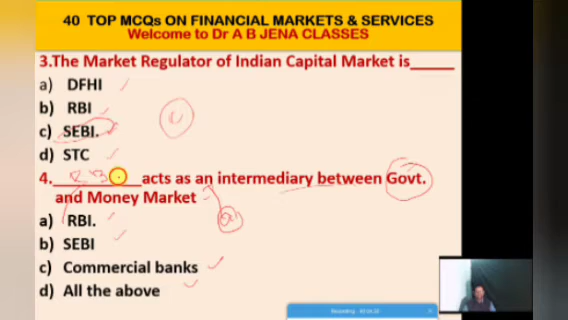 40 TOP MCQs ON FINANCIAL MARKETS & SERVICES
Welcome to Dr A B JENA CLASSES
3.The Market Regulator of Indian Capital Market is_____
a) DFHI
b) RBI
c) SEBI.
d) STC
4.________acts as an intermediary between Govt.
and Money Market
a) RBI.
b) SEBI
c) Commercial banks
d) All the above